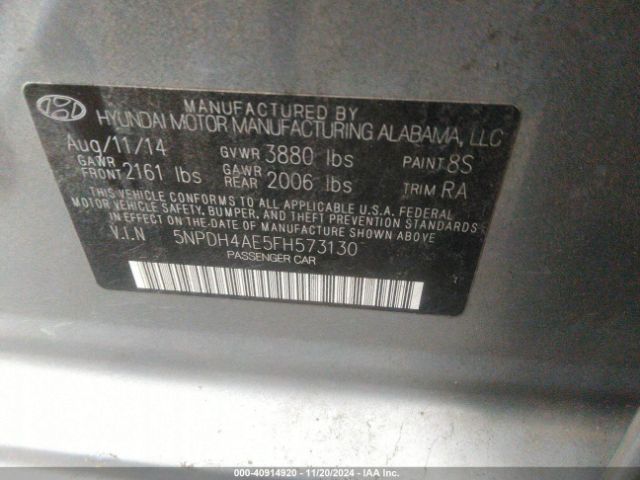 MANUFACTURED BY
HYUNDAI MOTOR MANUFACTURING ALABAMA, LLC
Aug/11/14 GVWR 3880 lbs PAINT 8S
GAWR FRONT 2161 lbs GAWR REAR 2006 lbs TRIM RA
THIS VEHICLE CONFORMS TO ALL APPLICABLE U.S.A. FEDERAL
MOTOR VEHICLE SAFETY, BUMPER, AND THEFT PREVENTION STANDARDS
IN EFFECT ON THE DATE OF MANUFACTURE SHOWN ABOVE.
V.I.N 5NPDH4AE5FH573130
PASSENGER CAR
000-40914920 - 11/20/2024 - IAA Inc.